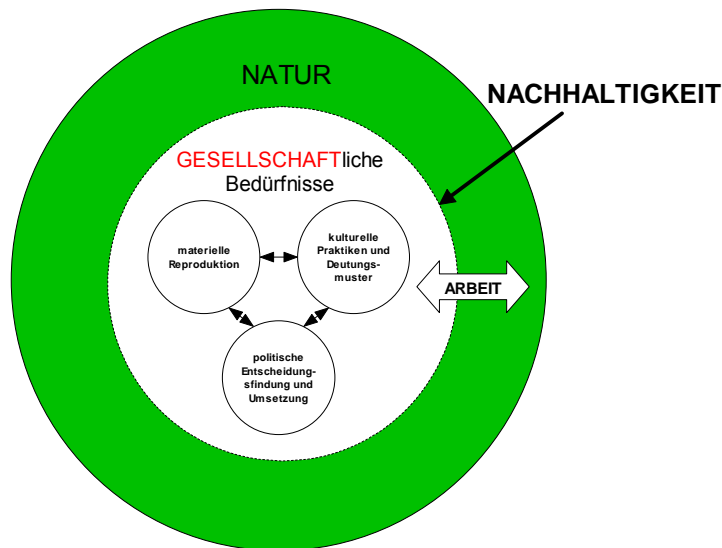 NATUR
NACHHALTIGKEIT
GESELLSCHAFTliche
Bedürfnisse
materielle
Reproduktion
kulturelle
Praktiken und
Deutungs-
muster
ARBEIT
politische
Entscheidung-
sfindung und
Umsetzung